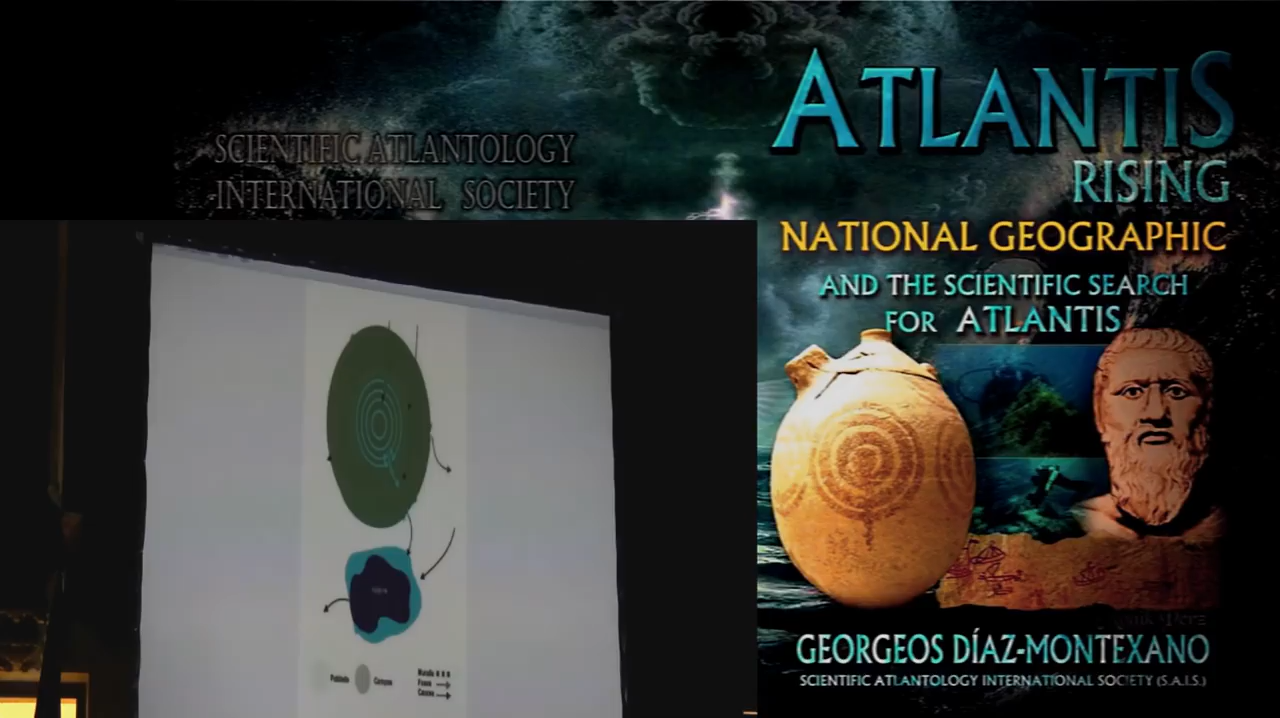 SCIENTIFIC ATLANTOLOGY
INTERNATIONAL SOCIETY
ATLANTIS
RISING
NATIONAL GEOGRAPHIC
AND THE SCIENTIFIC SEARCH
FOR ATLANTIS
GEORGEOS DÍAZ-MONTEXANO
SCIENTIFIC ATLANTOLOGY INTERNATIONAL SOCIETY (S.A.I.S.)
Poblado